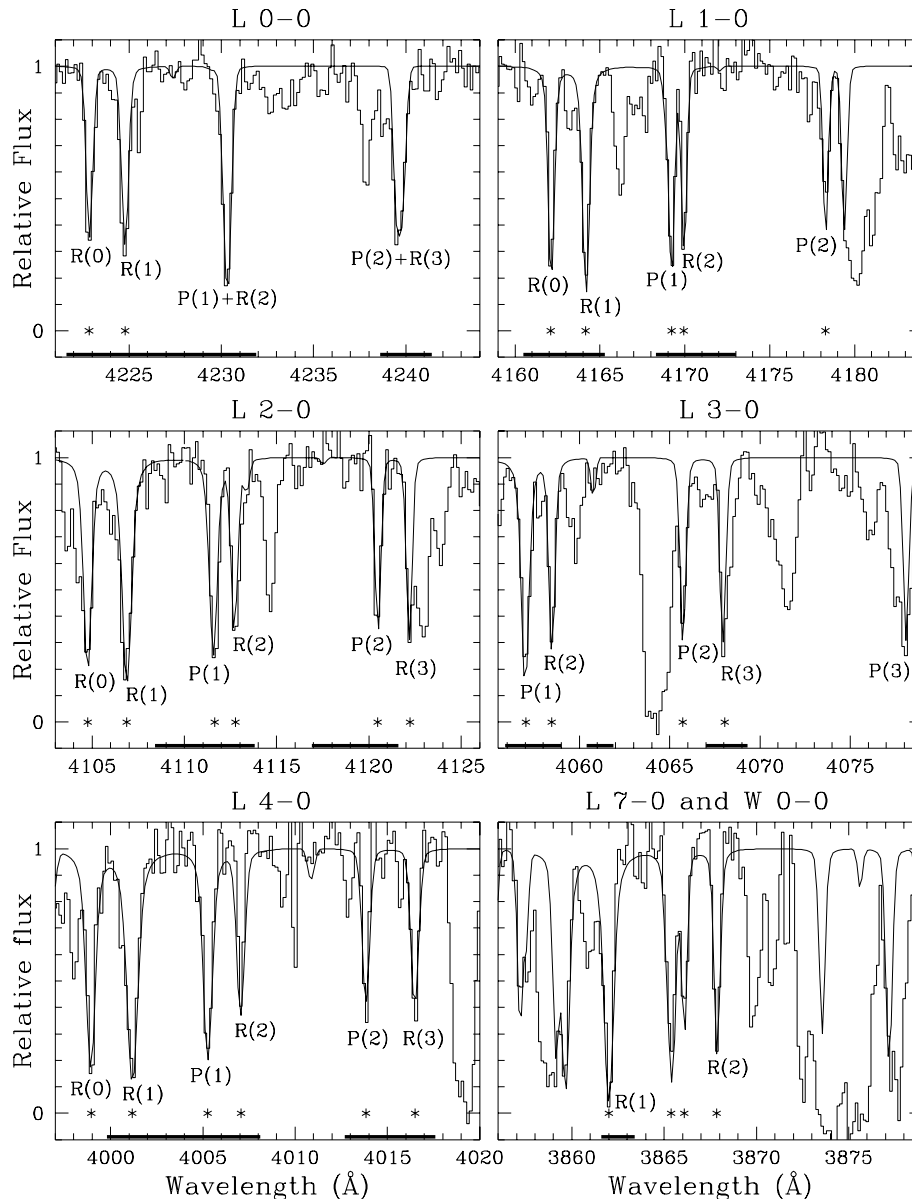 L 0-0
L 1-0
Relative Flux
1
0
R(0)
R(1)
P(1)+R(2)
P(2)+R(3)
* *
4225 4230 4235 4240
R(0)
R(1)
P(1)
R(2)
P(2)
* * * * *
4160 4165 4170 4175 4180
L 2-0
L 3-0
Relative Flux
1
0
R(0)
R(1)
P(1)
R(2)
P(2)
R(3)
* * * * * *
4105 4110 4115 4120 4125
P(1)
R(2)
P(2)
R(3)
P(3)
* * * *
4060 4065 4070 4075
L 4-0
L 7-0 and W 0-0
Relative flux
1
0
R(0)
R(1)
P(1)
R(2)
P(2)
R(3)
* * * * * *
4000 4005 4010 4015 4020
R(1)
R(2)
* * * *
3860 3865 3870 3875
Wavelength (Å)
Wavelength (Å)